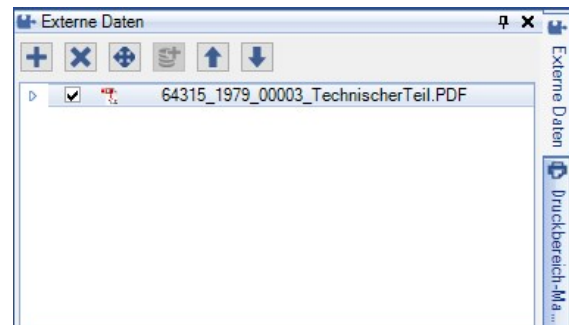 Externe Daten
64315_1979_00003_TechnischerTeil.PDF
Externe Daten
Druckbereich-Ma...